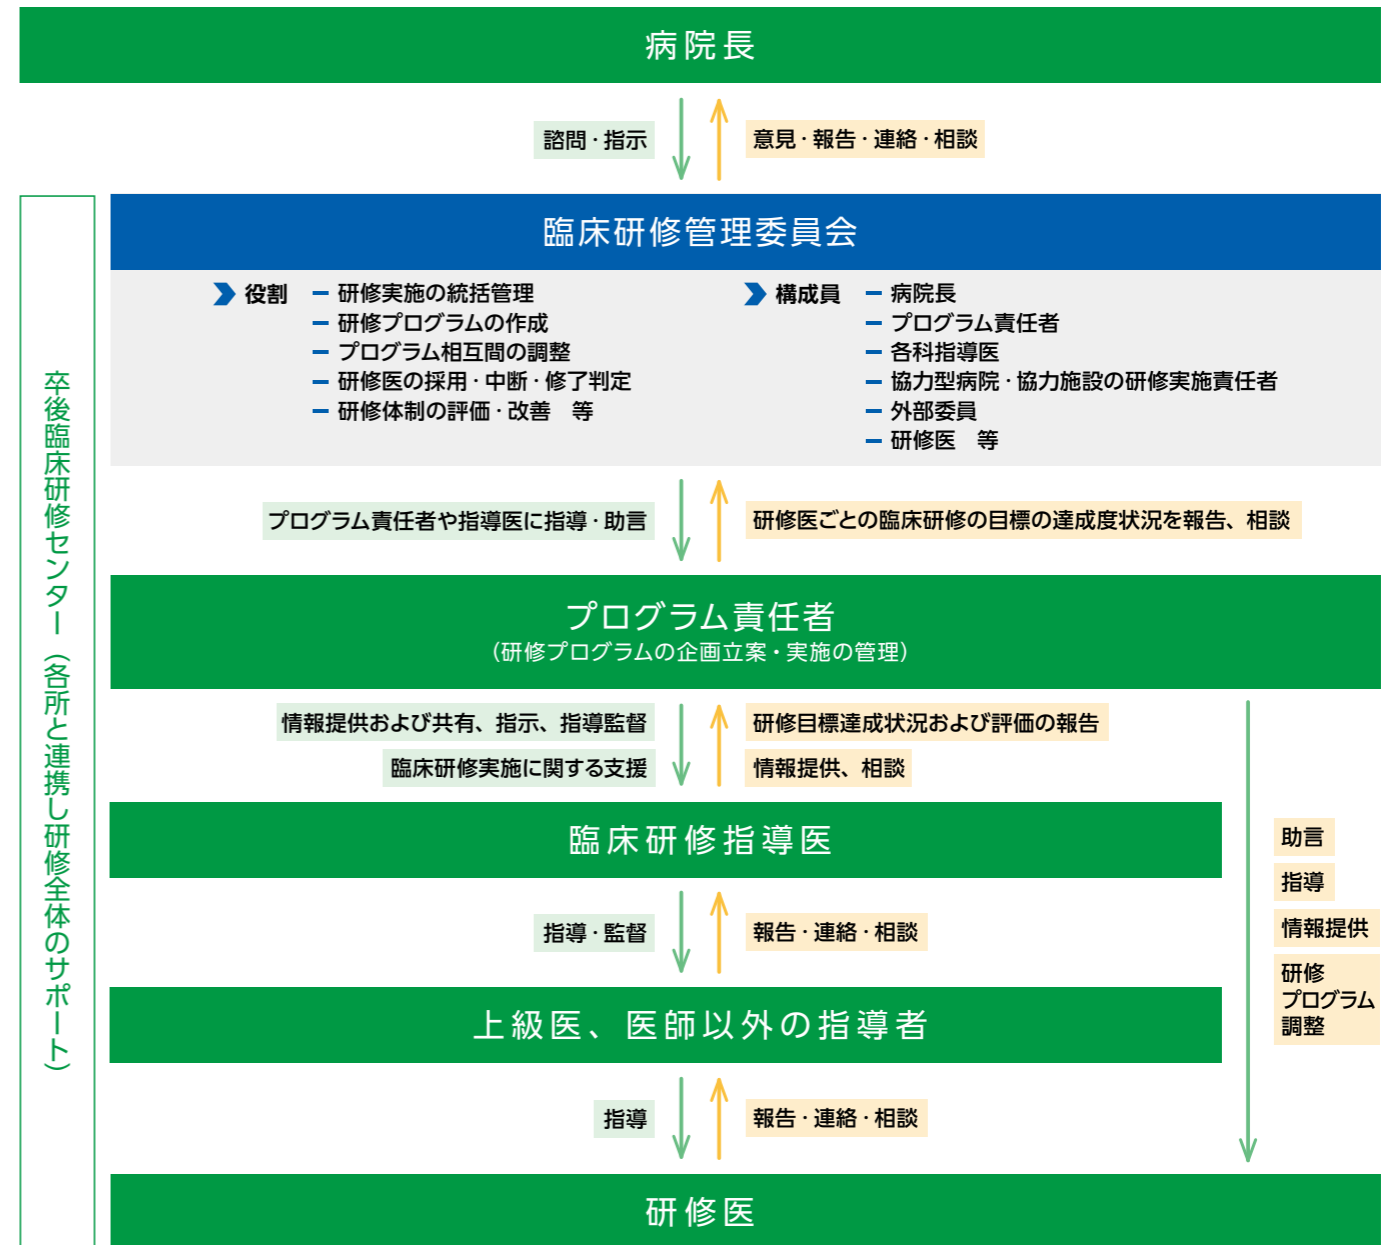 病院長
諮問・指示
意見・報告・連絡・相談
卒後臨床研修センター（各所と連携し研修全体のサポート）
臨床研修管理委員会
役割
ー 研修実施の統括管理
ー 研修プログラムの作成
ー プログラム相互間の調整
ー 研修医の採用・中断・修了判定
ー 研修体制の評価・改善　等
構成員
ー 病院長
ー プログラム責任者
ー 各科指導医
ー 協力型病院・協力施設の研修実施責任者
ー 外部委員
ー 研修医　等
プログラム責任者や指導医に指導・助言
研修医ごとの臨床研修の目標の達成度状況を報告、相談
プログラム責任者
（研修プログラムの企画立案・実施の管理）
情報提供および共有、指示、指導監督
臨床研修実施に関する支援
研修目標達成状況および評価の報告
情報提供、相談
臨床研修指導医
指導・監督
報告・連絡・相談
上級医、医師以外の指導者
指導
報告・連絡・相談
助言
指導
情報提供
研修
プログラム
調整
研修医